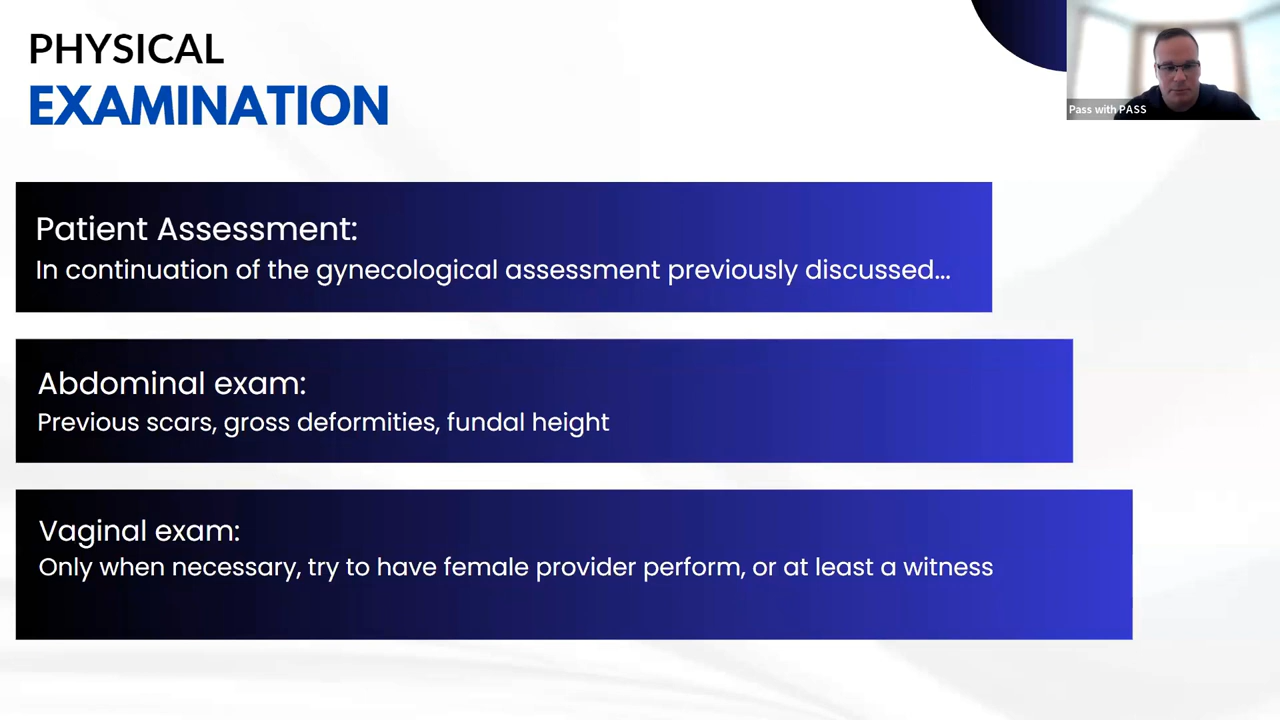 PHYSICAL
EXAMINATION
Pass with PASS
Patient Assessment:
In continuation of the gynecological assessment previously discussed...
Abdominal exam:
Previous scars, gross deformities, fundal height
Vaginal exam:
Only when necessary, try to have female provider perform, or at least a witness